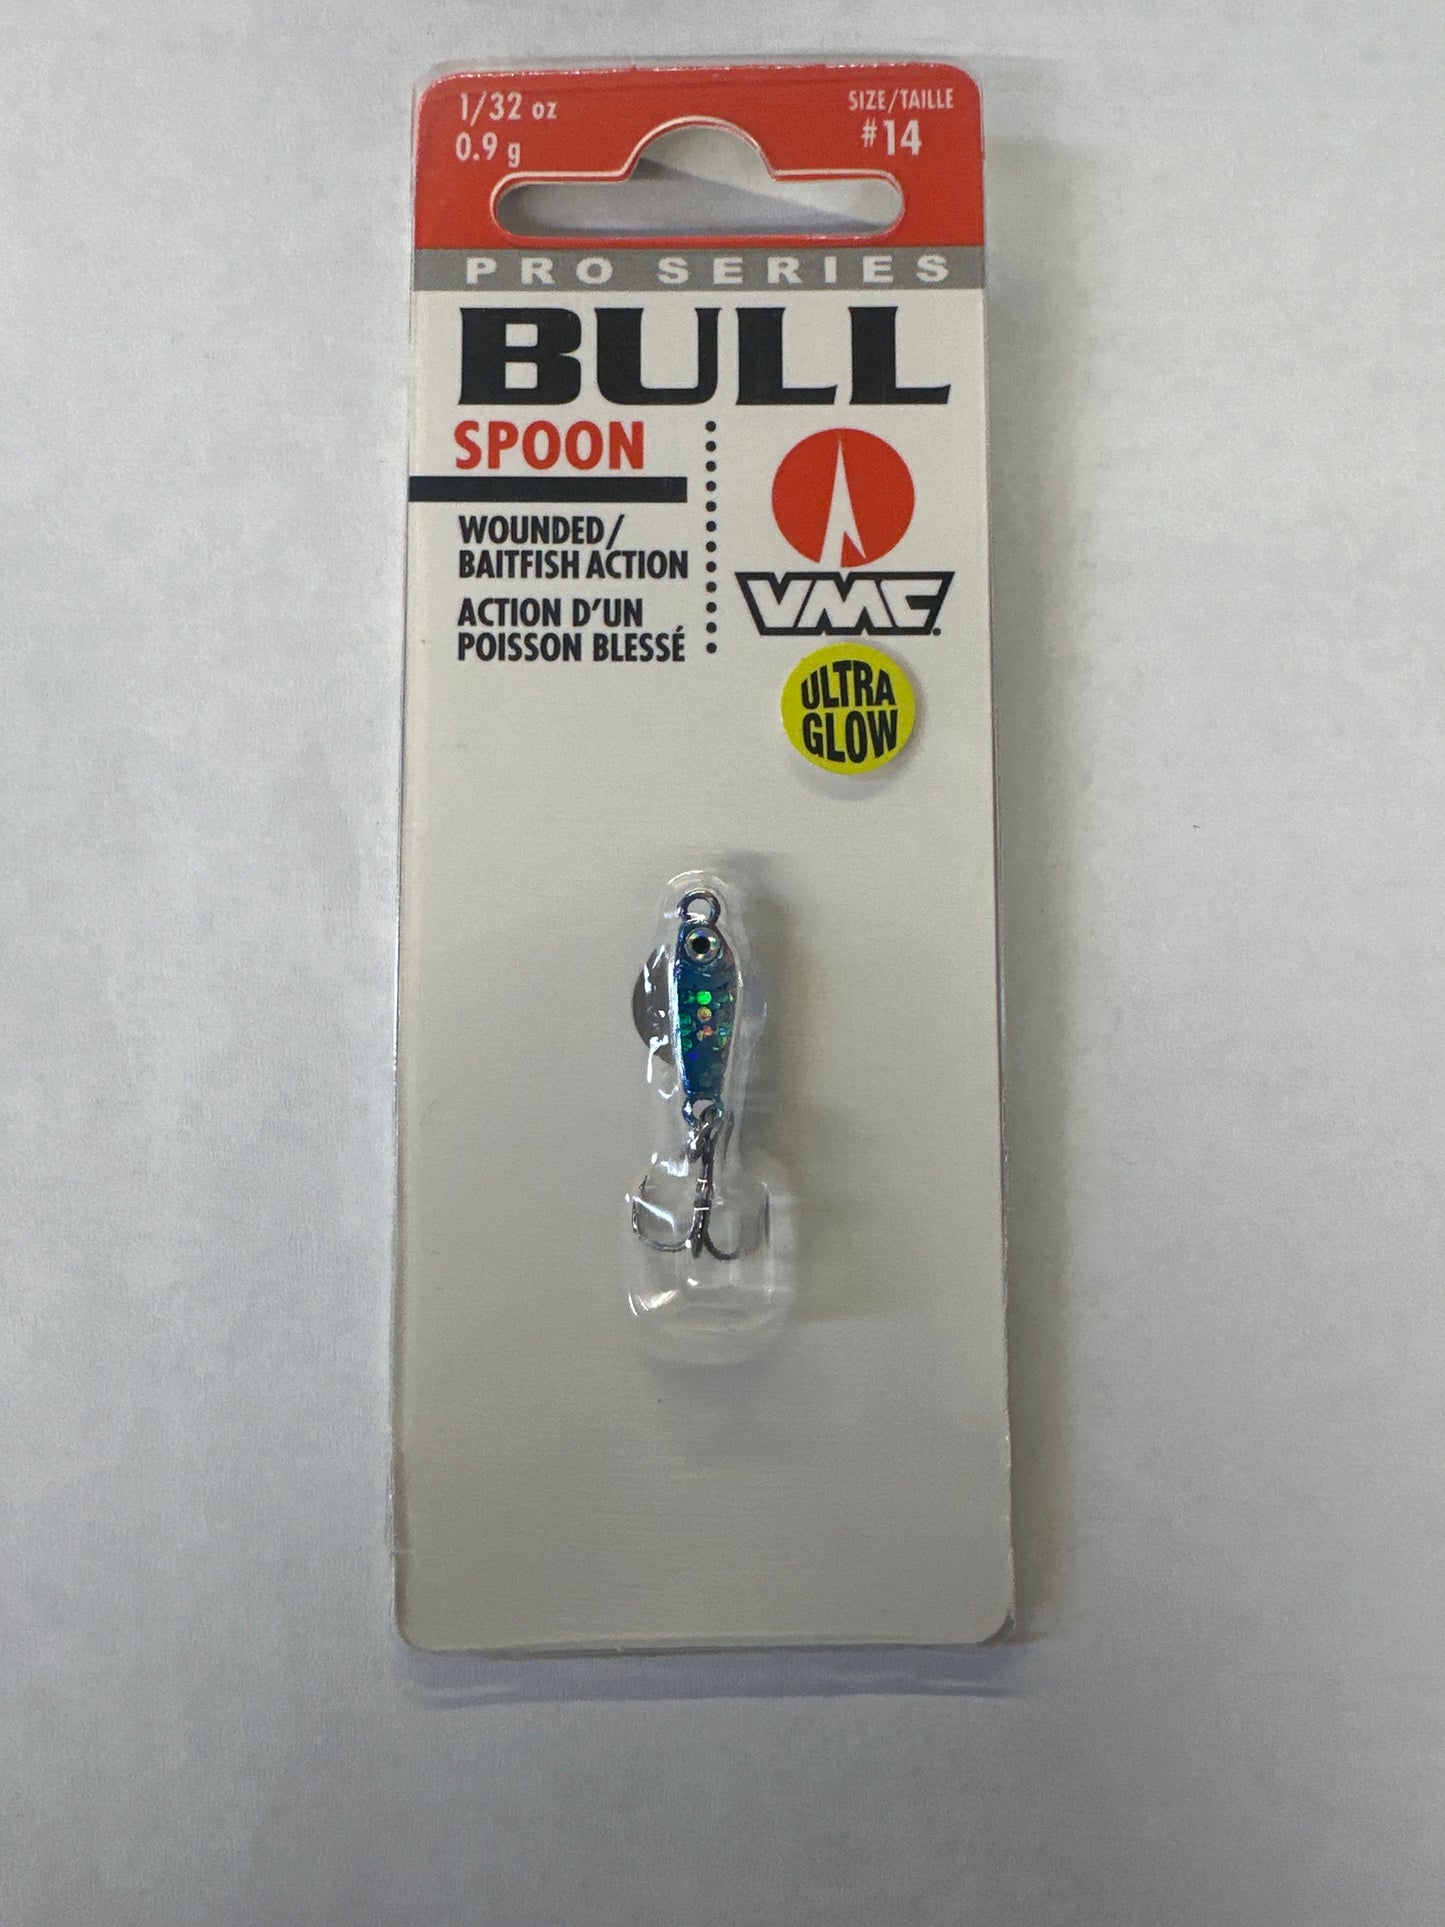 1/32 oz
0.9 g
SIZE/TAILLE
#14
PRO SERIES
BULL
SPOON
WOUNDED/
BAITFISH ACTION
ACTION D'UN
POISSON BLESSÉ
VMC
ULTRA
GLOW